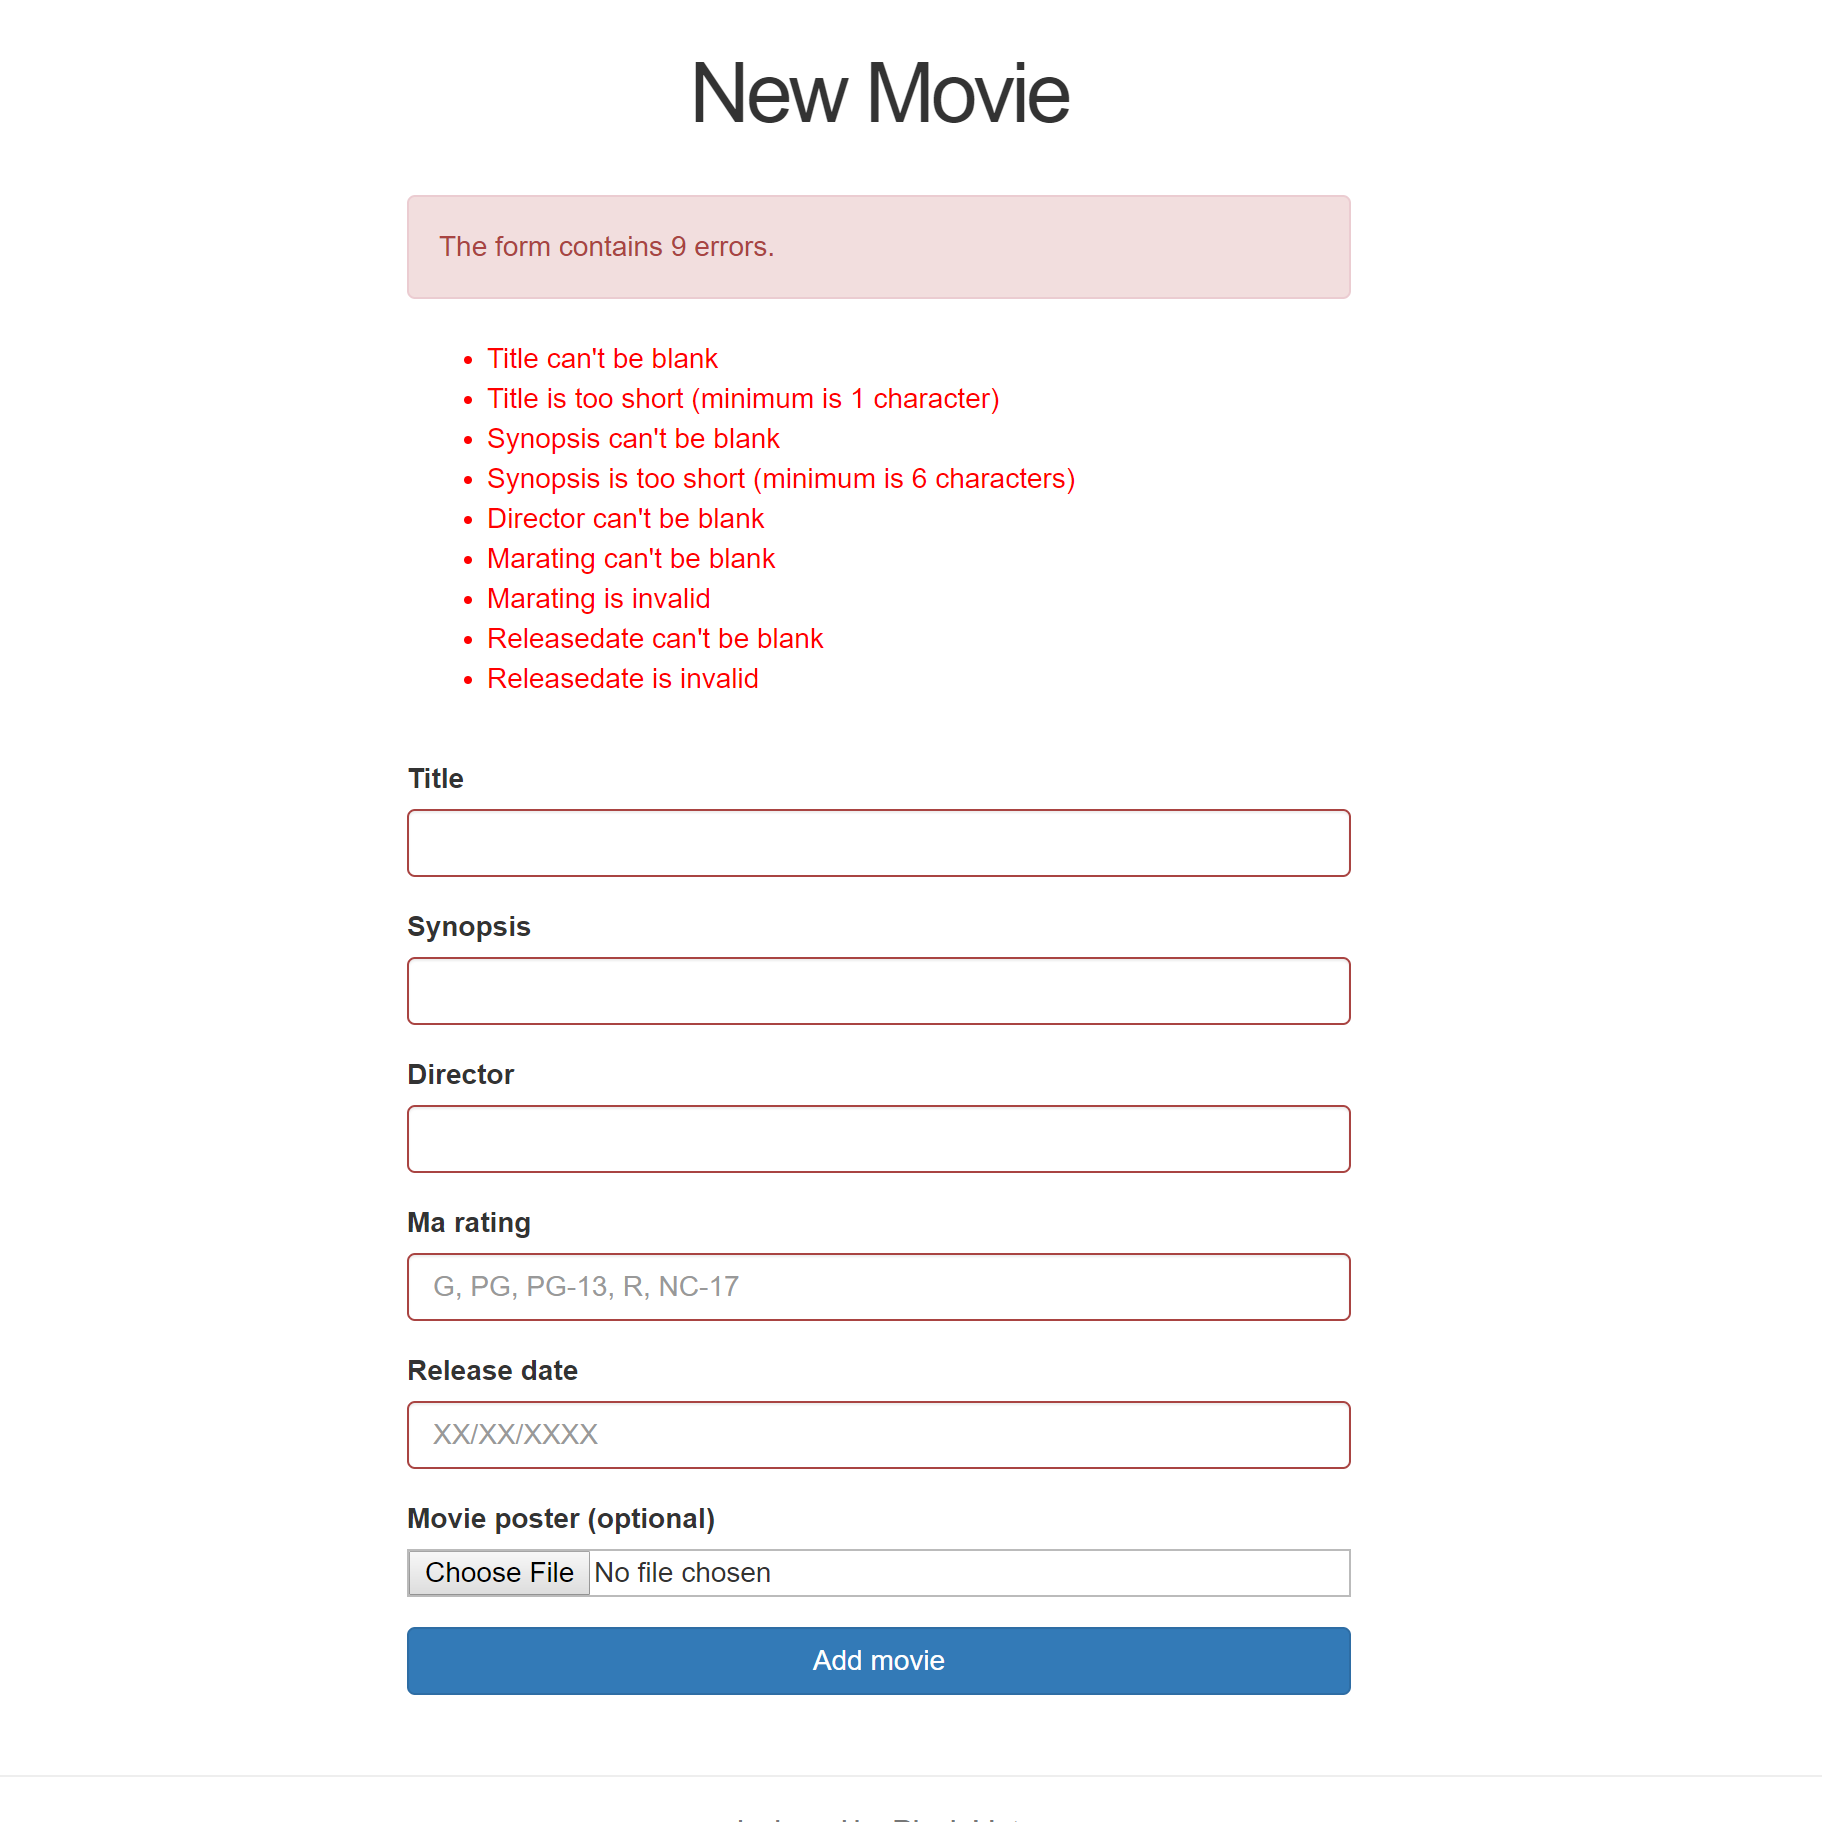 New Movie
The form contains 9 errors.
Title can't be blank
Title is too short (minimum is 1 character)
Synopsis can't be blank
Synopsis is too short (minimum is 6 characters)
Director can't be blank
Marating can't be blank
Marating is invalid
Releasedate can't be blank
Releasedate is invalid
Title
Synopsis
Director
Ma rating
G, PG, PG-13, R, NC-17
Release date
XX/XX/XXXX
Movie poster (optional)
Choose File No file chosen
Add movie